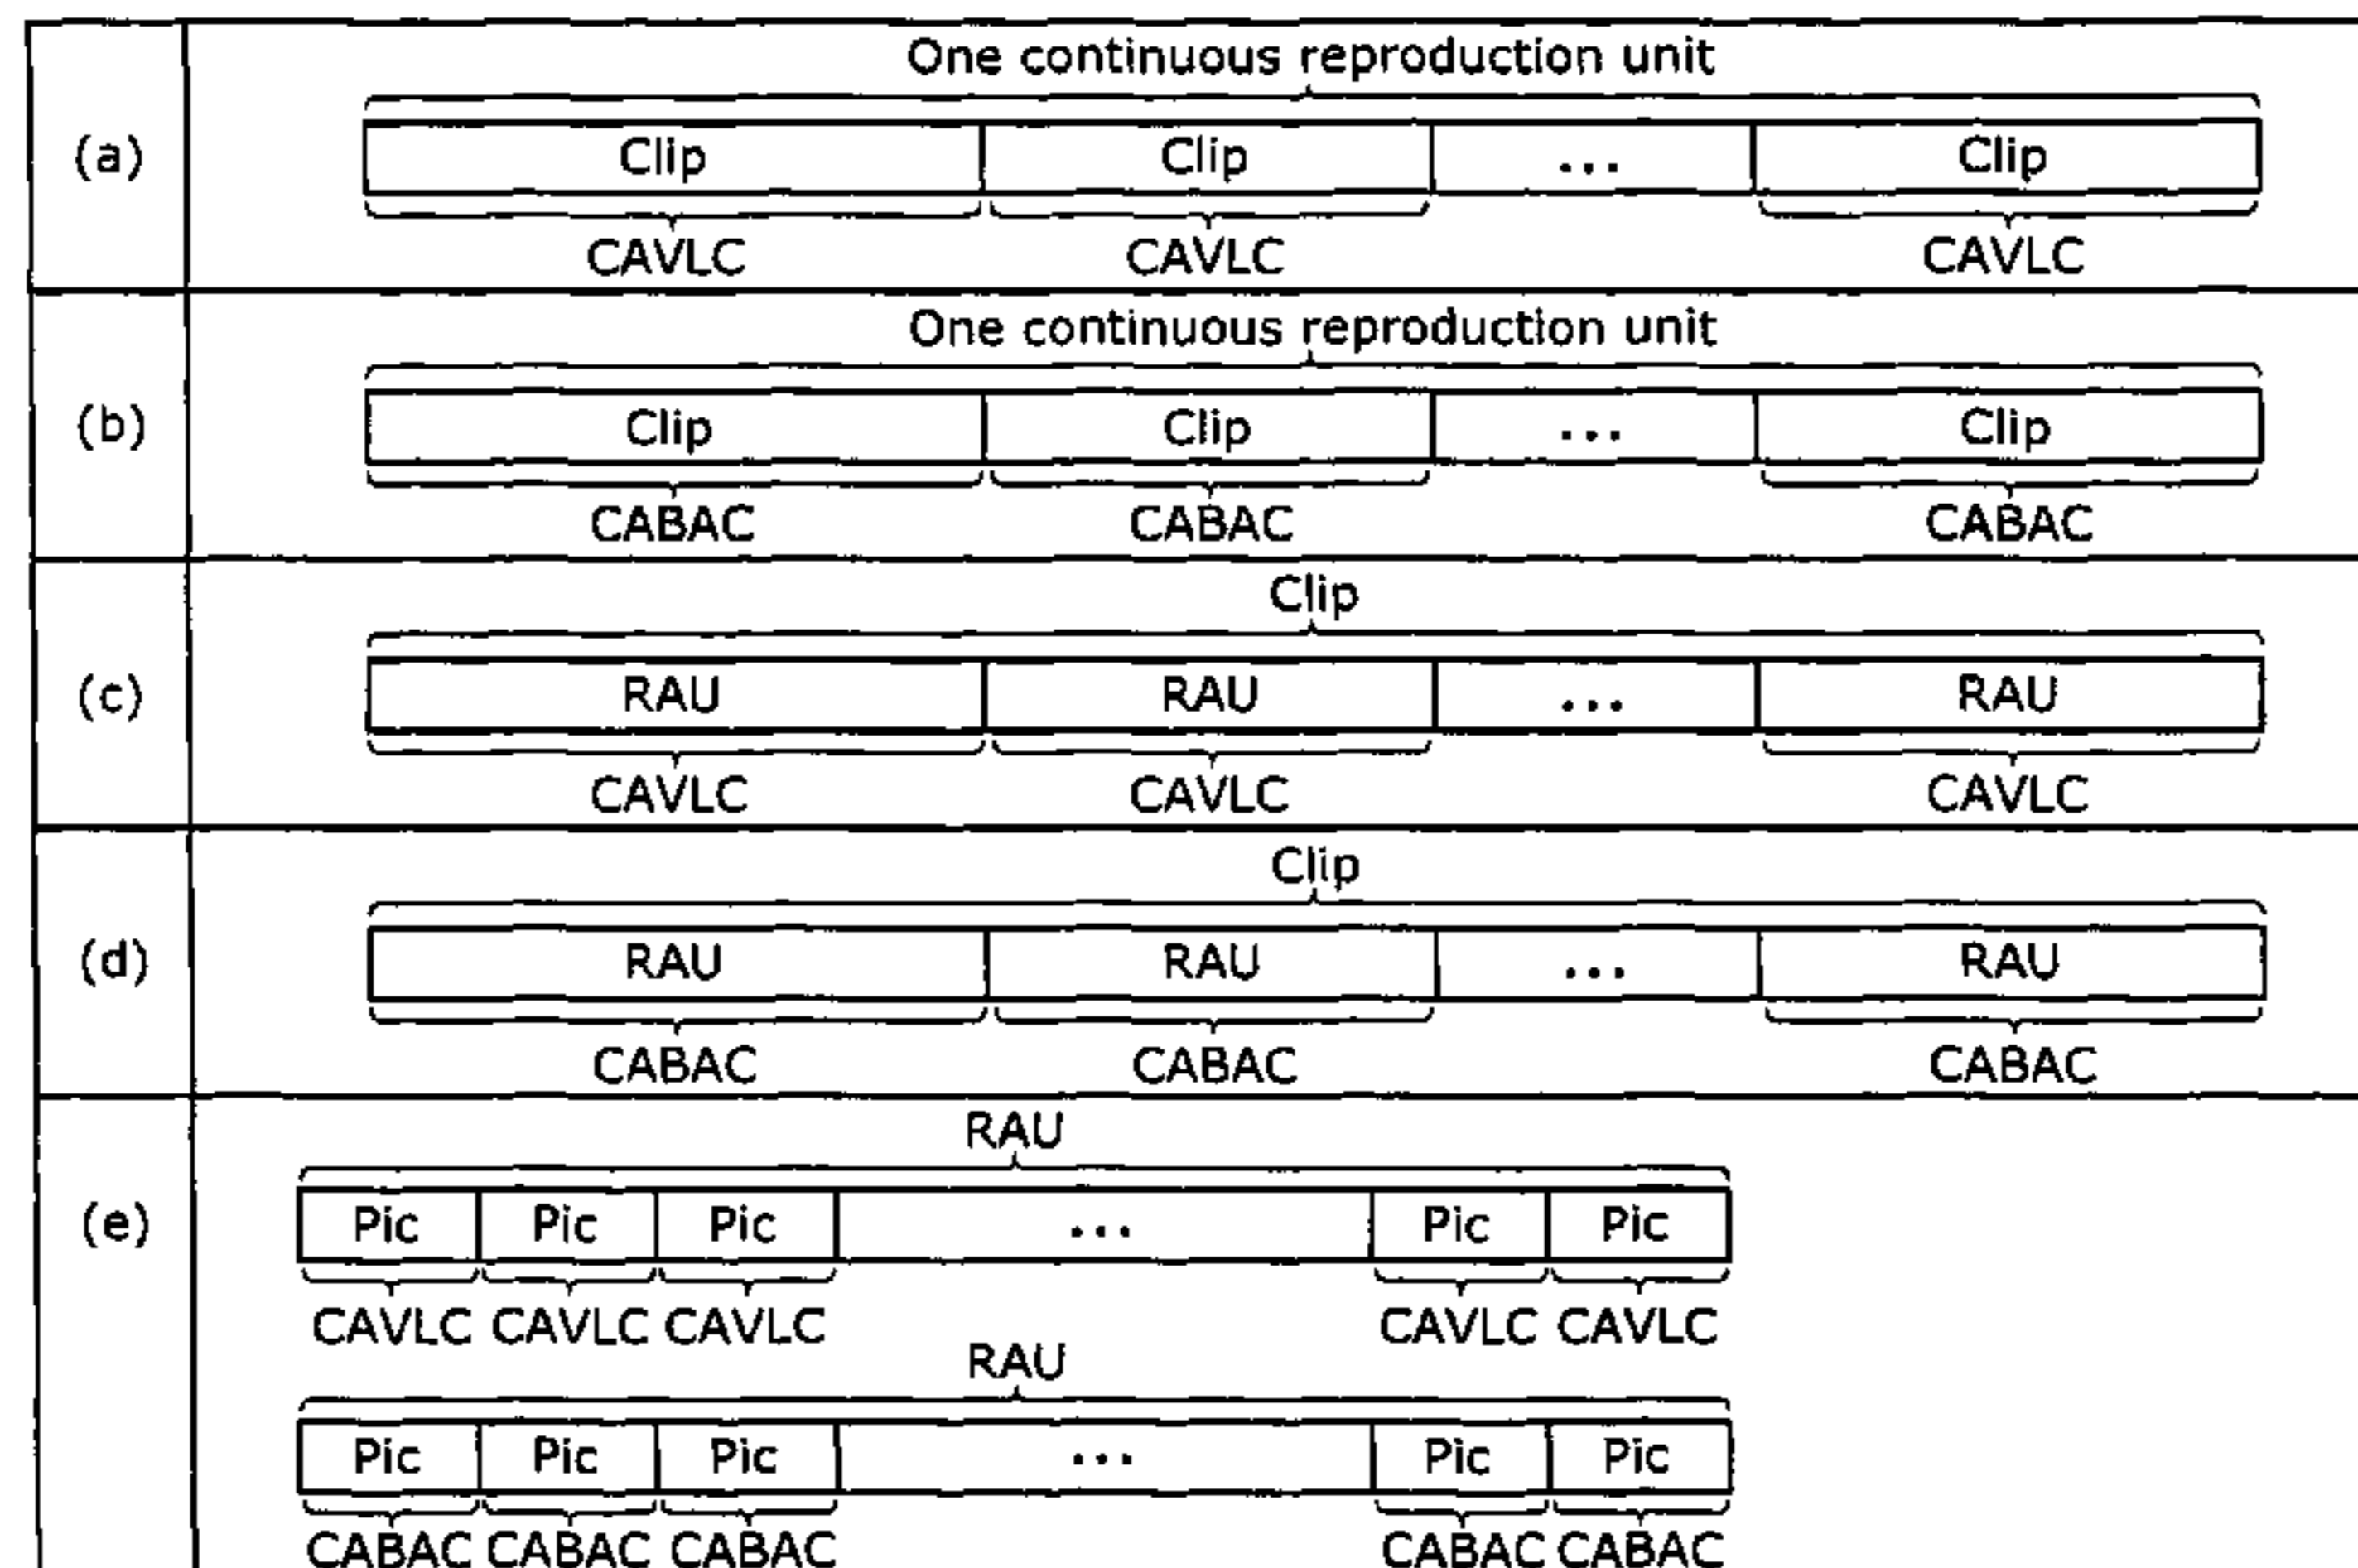 One continuous reproduction unit
(a) Clip Clip ... Clip
CAVLC CAVLC CAVLC
One continuous reproduction unit
(b) Clip Clip ... Clip
CABAC CABAC CABAC
Clip
(c) RAU RAU ... RAU
CAVLC CAVLC CAVLC
Clip
(d) RAU RAU ... RAU
CABAC CABAC CABAC
RAU
(e) Pic Pic Pic ... Pic Pic
CAVLC CAVLC CAVLC CAVLC CAVLC
RAU
Pic Pic Pic ... Pic Pic
CABAC CABAC CABAC CABAC CABAC